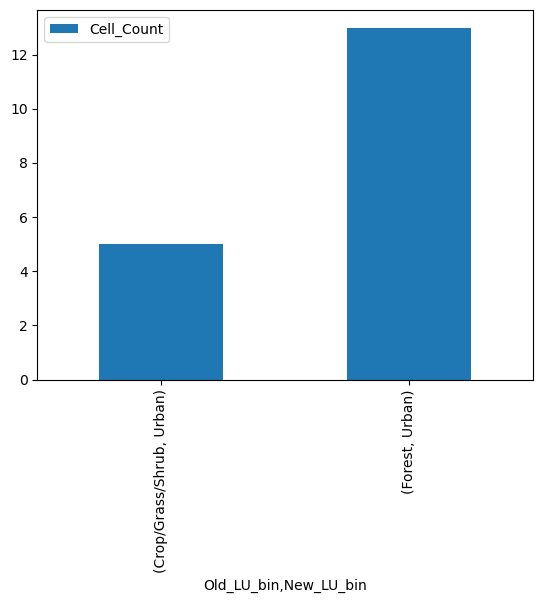 Cell_Count
12
10
8
6
4
2
0
(Crop/Grass/Shrub, Urban)
(Forest, Urban)
Old_LU_bin,New_LU_bin